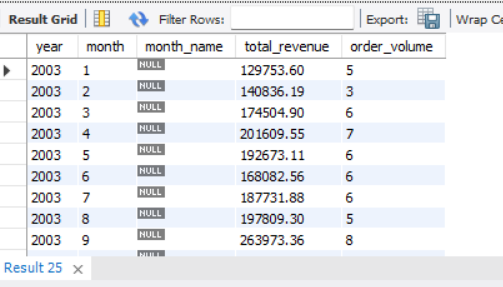 Result Grid Filter Rows: Export: Wrap Ce
year month month_name total_revenue order_volume
2003 1 NULL 129753.60 5
2003 2 NULL 140836.19 3
2003 3 NULL 174504.90 6
2003 4 NULL 201609.55 7
2003 5 NULL 192673.11 6
2003 6 NULL 168082.56 6
2003 7 NULL 187731.88 6
2003 8 NULL 197809.30 5
2003 9 NULL 263973.36 8
NULL
Result 25